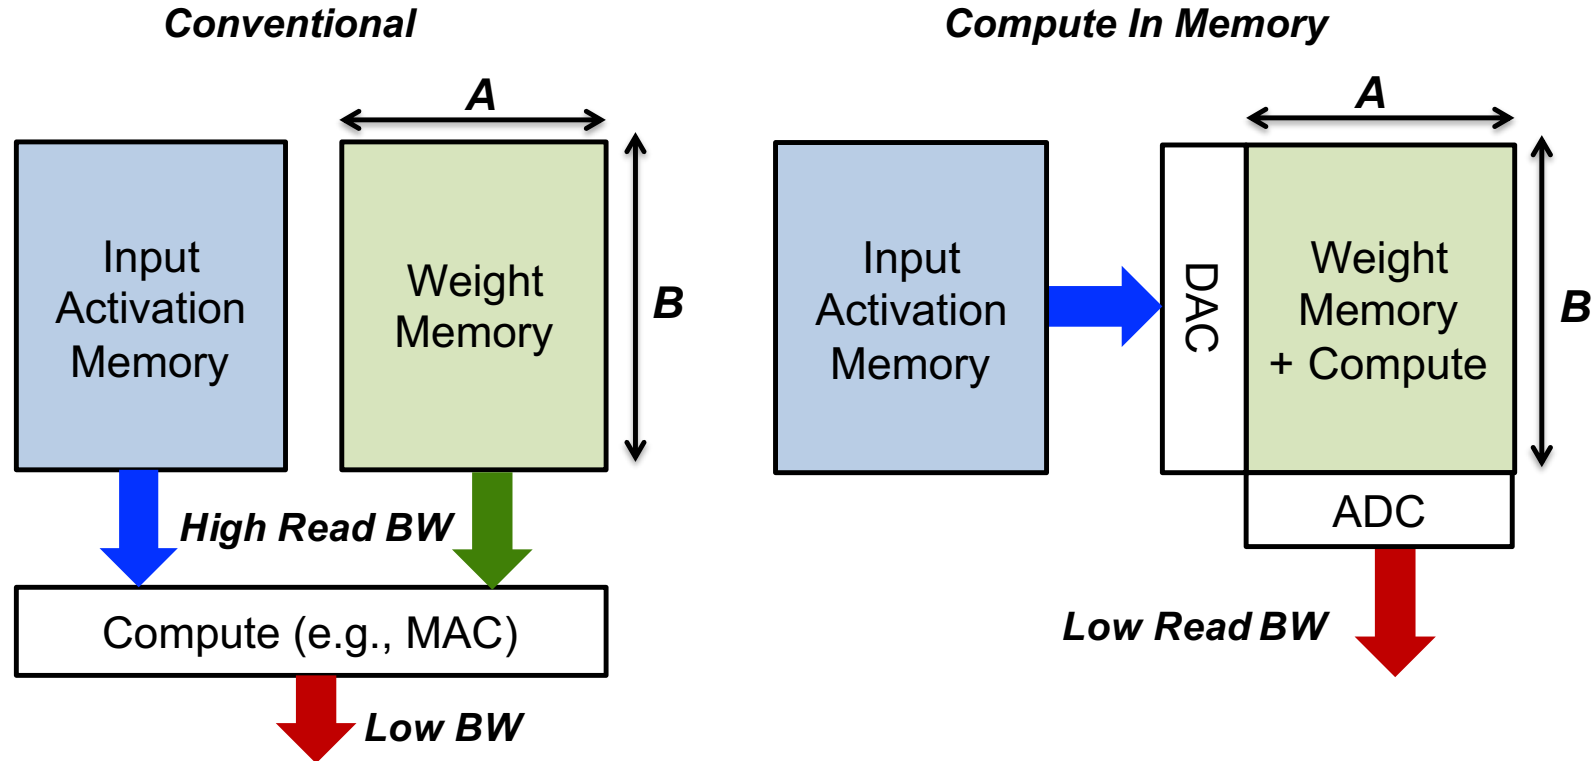 Conventional
A
Input
Activation
Memory
Weight
Memory
B
High Read BW
Compute (e.g., MAC)
Low BW
Compute In Memory
A
Input
Activation
Memory
DAC
Weight
Memory
+ Compute
B
ADC
Low Read BW